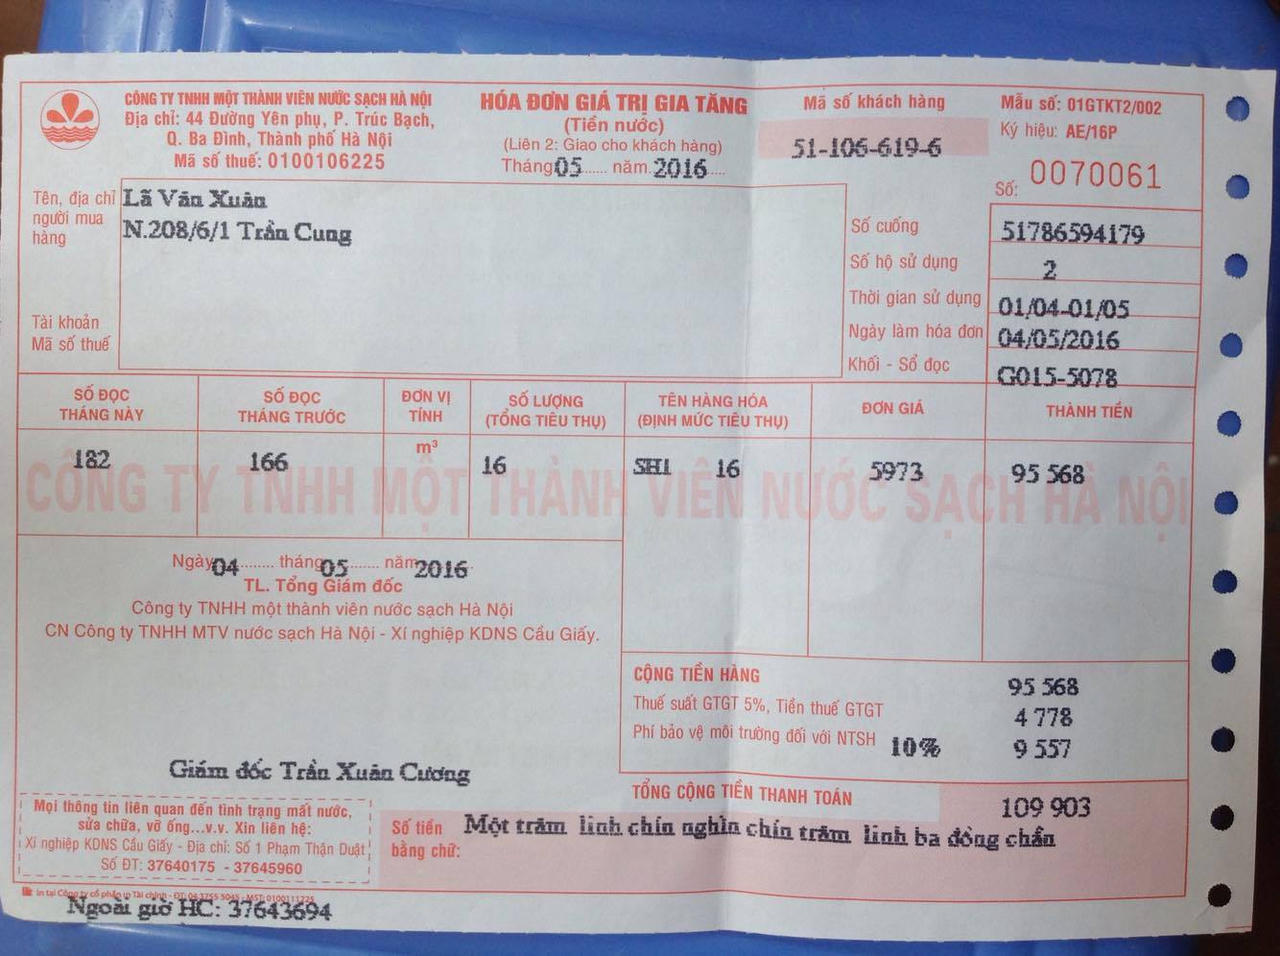 CÔNG TY TNHH MỘT THÀNH VIÊN NƯỚC SẠCH HÀ NỘI
Địa chỉ: 44 Đường Yên phụ, P. Trúc Bạch,
Q. Ba Đình, Thành phố Hà Nội
Mã số thuế: 0100106225
HÓA ĐƠN GIÁ TRỊ GIA TĂNG
(Tiền nước)
(Liên 2: Giao cho khách hàng)
Tháng 05 ...... năm 2016 ....
Mã số khách hàng
51-106-619-6
Mẫu số: 01GTKT2/002
Ký hiệu: AE/16P
Số: 0070061
Tên, địa chỉ người mua hàng
Lã Văn Xuân
N.208/6/1 Trần Cung
Tài khoản
Mã số thuế
Số cuống 51786594179
Số hộ sử dụng 2
Thời gian sử dụng 01/04-01/05
Ngày làm hóa đơn 04/05/2016
Khối - Sổ đọc G015-5078
SỐ ĐỌC THÁNG NÀY SỐ ĐỌC THÁNG TRƯỚC ĐƠN VỊ TÍNH SỐ LƯỢNG (TỔNG TIÊU THỤ) TÊN HÀNG HÓA (ĐỊNH MỨC TIÊU THỤ) ĐƠN GIÁ THÀNH TIỀN
182 166 m³ 16 SH1 16 5973 95 568
CÔNG TY TNHH MỘT THÀNH VIÊN NƯỚC SẠCH HÀ NỘI
Ngày 04 ........ tháng 05 ...... năm 2016
TL. Tổng Giám đốc
Công ty TNHH một thành viên nước sạch Hà Nội
CN Công ty TNHH MTV nước sạch Hà Nội - Xí nghiệp KDNS Cầu Giấy.
Giám đốc Trần Xuân Cương
CỘNG TIỀN HÀNG 95 568
Thuế suất GTGT 5%, Tiền thuế GTGT 4 778
Phí bảo vệ môi trường đối với NTSH 10% 9 557
TỔNG CỘNG TIỀN THANH TOÁN 109 903
Số tiền bằng chữ: Một trăm linh chín nghìn chín trăm linh ba đồng chẵn
Mọi thông tin liên quan đến tình trạng mất nước,
sửa chữa, vỡ ống...v.v. Xin liên hệ:
Xí nghiệp KDNS Cầu Giấy - Địa chỉ: Số 1 Phạm Thận Duật
Số ĐT: 37640175 - 37645960
In tại Công ty cổ phần in Tài chính - ĐT:
Ngoài giờ HC: 37643694